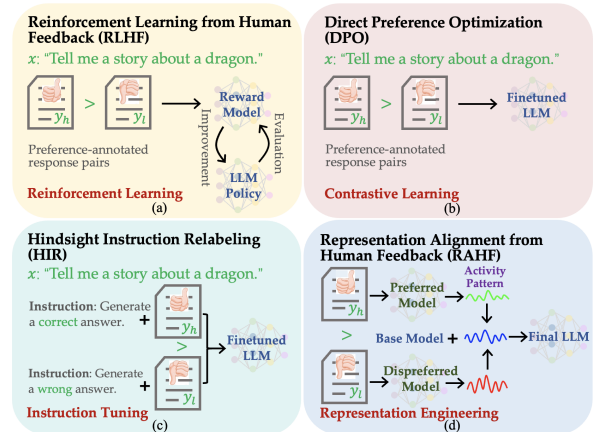 Reinforcement Learning from Human
Feedback (RLHF)
x: "Tell me a story about a dragon."
y_h
>
y_l
Reward
Model
Improvement
Evaluation
LLM
Policy
Preference-annotated
response pairs
Reinforcement Learning
(a)
Direct Preference Optimization
(DPO)
x: "Tell me a story about a dragon."
y_h
>
y_l
Finetuned
LLM
Preference-annotated
response pairs
Contrastive Learning
(b)
Hindsight Instruction Relabeling
(HIR)
x: "Tell me a story about a dragon."
Instruction: Generate
a correct answer.
+
y_h
>
Finetuned
LLM
Instruction: Generate
a wrong answer.
+
y_l
Instruction Tuning
(c)
Representation Alignment from
Human Feedback (RAHF)
y_h
Preferred
Model
Activity
Pattern
>
Base Model +
Final LLM
y_l
Dispreferred
Model
Representation Engineering
(d)